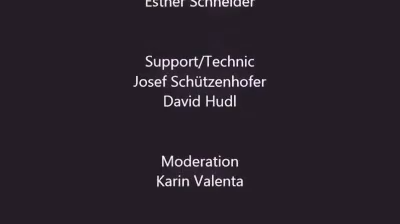 Esther Schneider
Support/Technic
Josef Schützenhofer
David Hudl
Moderation
Karin Valenta